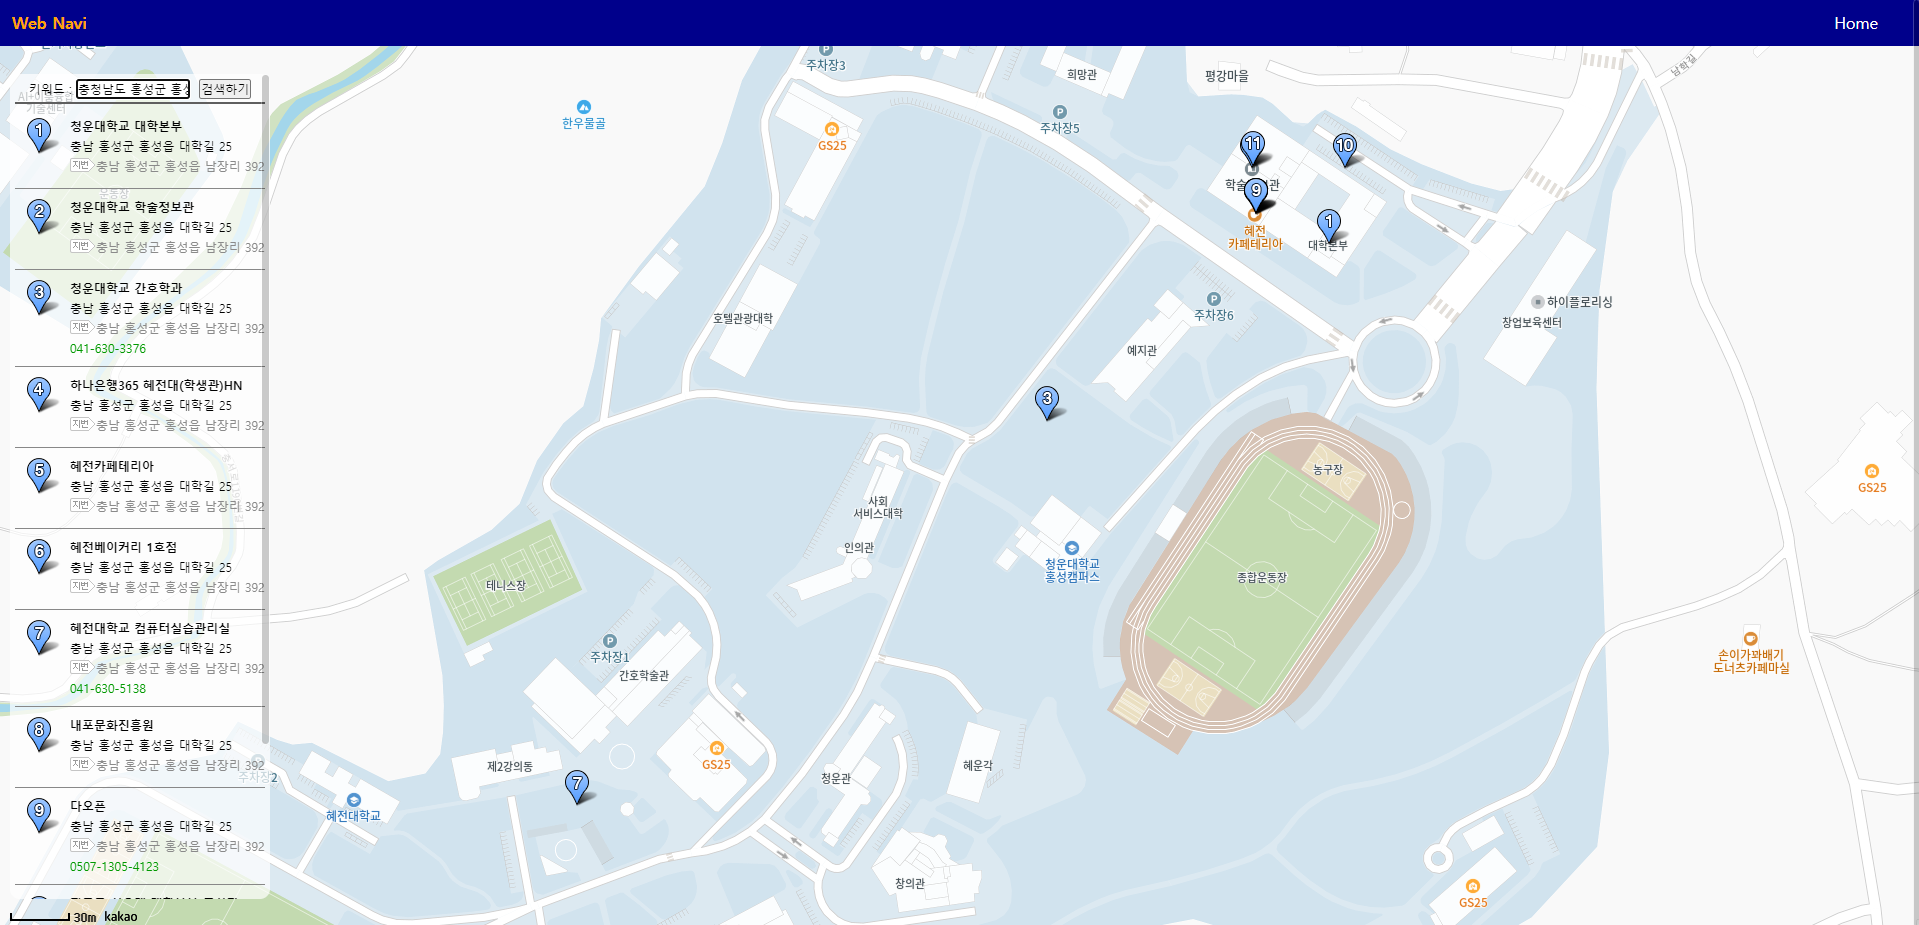 Web Navi
Home
키워드 :
충청남도 홍성군 홍성
검색하기
1
청운대학교 대학본부
충남 홍성군 홍성읍 대학길 25
지번 충남 홍성군 홍성읍 남장리 392
2
청운대학교 학술정보관
충남 홍성군 홍성읍 대학길 25
지번 충남 홍성군 홍성읍 남장리 392
3
청운대학교 간호학과
충남 홍성군 홍성읍 대학길 25
지번 충남 홍성군 홍성읍 남장리 392
041-630-3376
4
하나은행365 혜전대(학생관)HN
충남 홍성군 홍성읍 대학길 25
지번 충남 홍성군 홍성읍 남장리 392
5
혜전카페테리아
충남 홍성군 홍성읍 대학길 25
지번 충남 홍성군 홍성읍 남장리 392
6
혜전베이커리 1호점
충남 홍성군 홍성읍 대학길 25
지번 충남 홍성군 홍성읍 남장리 392
7
혜전대학교 컴퓨터실습관리실
충남 홍성군 홍성읍 대학길 25
지번 충남 홍성군 홍성읍 남장리 392
041-630-5138
8
내포문화진흥원
충남 홍성군 홍성읍 대학길 25
지번 충남 홍성군 홍성읍 남장리 392
9
다오픈
충남 홍성군 홍성읍 대학길 25
지번 충남 홍성군 홍성읍 남장리 392
0507-1305-4123
30m
kakao
운동장
주차장2
혜전대학교
주차장3
한우물골
GS25
희망관
주차장5
평강마을
남학길
11
10
9
혜전
카페테리아
1
대학본부
호텔관광대학
주차장6
예지관
하이플로리싱
창업보육센터
3
사회
서비스대학
인의관
농구장
GS25
청운대학교
홍성캠퍼스
종합운동장
테니스장
주차장1
간호학술관
손이가꽈배기
도너츠카페마실
GS25
제2강의동
7
청운관
혜운각
창의관
GS25